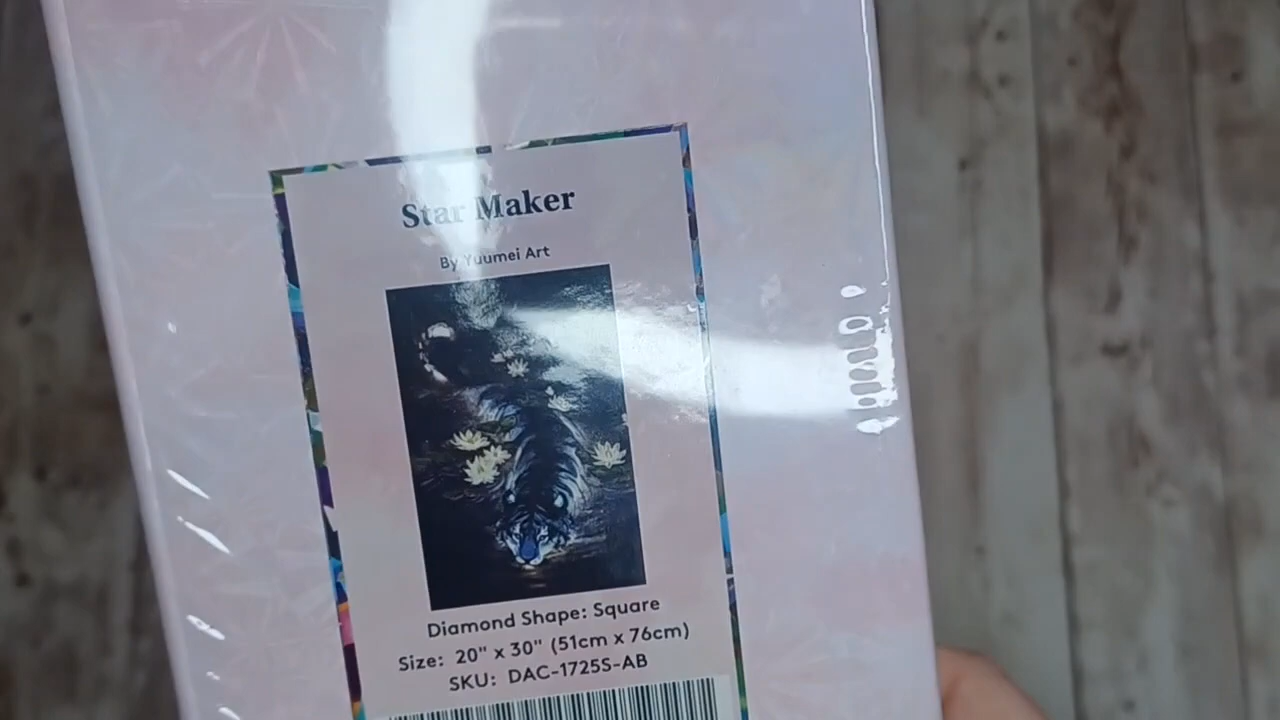 Star Maker
By Yuumei Art
Diamond Shape: Square
Size: 20" x 30" (51cm x 76cm)
SKU: DAC-1725S-AB